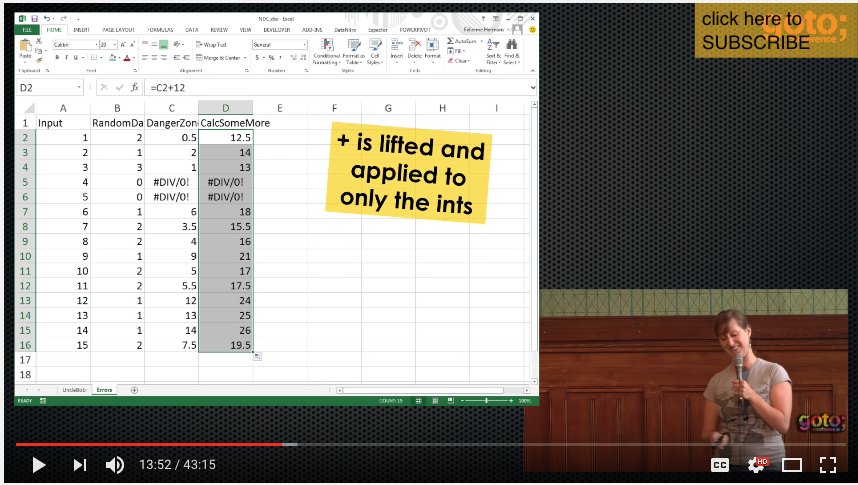 click here to
SUBSCRIBE
goto;
conference
NDC.xlsx - Excel
FILE HOME INSERT PAGE LAYOUT FORMULAS DATA REVIEW VIEW DEVELOPER ADD-INS DataNitro Expector POWERPIVOT
Felienne Hermans
Paste
Calibri 20
Wrap Text
Merge & Center
General
Conditional Formatting
Format as Table
Cell Styles
Insert Delete Format
AutoSum
Fill
Clear
Sort & Filter
Find & Select
Clipboard Font Alignment Number Styles Cells Editing
D2 fx =C2+12
A B C D E F G H I
1 Input RandomDa DangerZon CalcSomeMore
2 1 2 0.5 12.5
3 2 1 2 14
4 3 3 1 13
5 4 0 #DIV/0! #DIV/0!
6 5 0 #DIV/0! #DIV/0!
7 6 1 6 18
8 7 2 3.5 15.5
9 8 2 4 16
10 9 1 9 21
11 10 2 5 17
12 11 2 5.5 17.5
13 12 1 12 24
14 13 1 13 25
15 14 1 14 26
16 15 2 7.5 19.5
17
18
+ is lifted and
applied to
only the ints
UncleBob Errors
READY COUNT: 15 100%
goto;
conference
13:52 / 43:15
CC HD